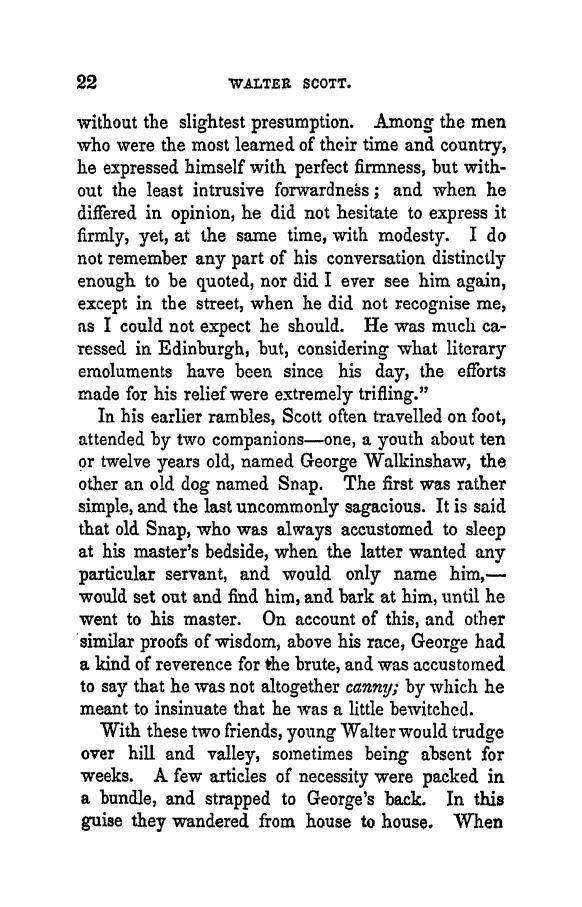 22 WALTER SCOTT.
without the slightest presumption. Among the men
who were the most learned of their time and country,
he expressed himself with perfect firmness, but with-
out the least intrusive forwardness; and when he
differed in opinion, he did not hesitate to express it
firmly, yet, at the same time, with modesty. I do
not remember any part of his conversation distinctly
enough to be quoted, nor did I ever see him again,
except in the street, when he did not recognise me,
as I could not expect he should. He was much ca-
ressed in Edinburgh, but, considering what literary
emoluments have been since his day, the efforts
made for his relief were extremely trifling.”
In his earlier rambles, Scott often travelled on foot,
attended by two companions—one, a youth about ten
or twelve years old, named George Walkinshaw, the
other an old dog named Snap. The first was rather
simple, and the last uncommonly sagacious. It is said
that old Snap, who was always accustomed to sleep
at his master's bedside, when the latter wanted any
particular servant, and would only name him,—
would set out and find him, and bark at him, until he
went to his master. On account of this, and other
similar proofs of wisdom, above his race, George had
a kind of reverence for the brute, and was accustomed
to say that he was not altogether canny; by which he
meant to insinuate that he was a little bewitched.
With these two friends, young Walter would trudge
over hill and valley, sometimes being absent for
weeks. A few articles of necessity were packed in
a bundle, and strapped to George's back. In this
guise they wandered from house to house. When